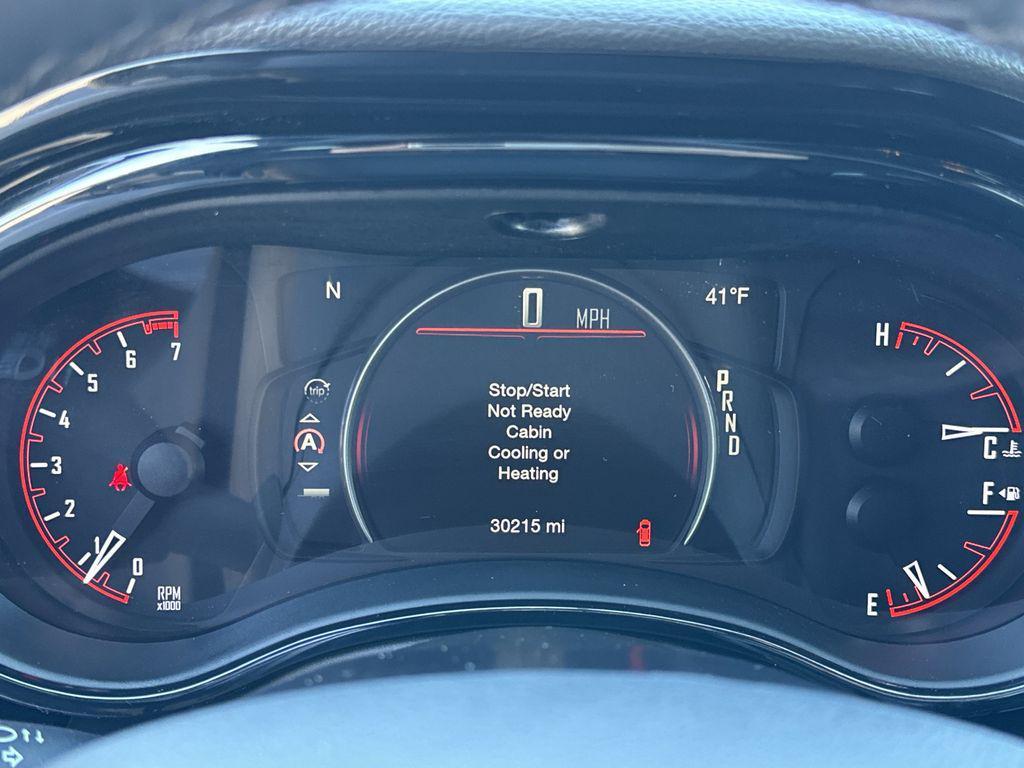 N
0 MPH
41°F
7
6
5
4
3
2
1
0
RPM
x1000
trip
A
Stop/Start
Not Ready
Cabin
Cooling or
Heating
30215 mi
P
R
N
D
H
C
F
E